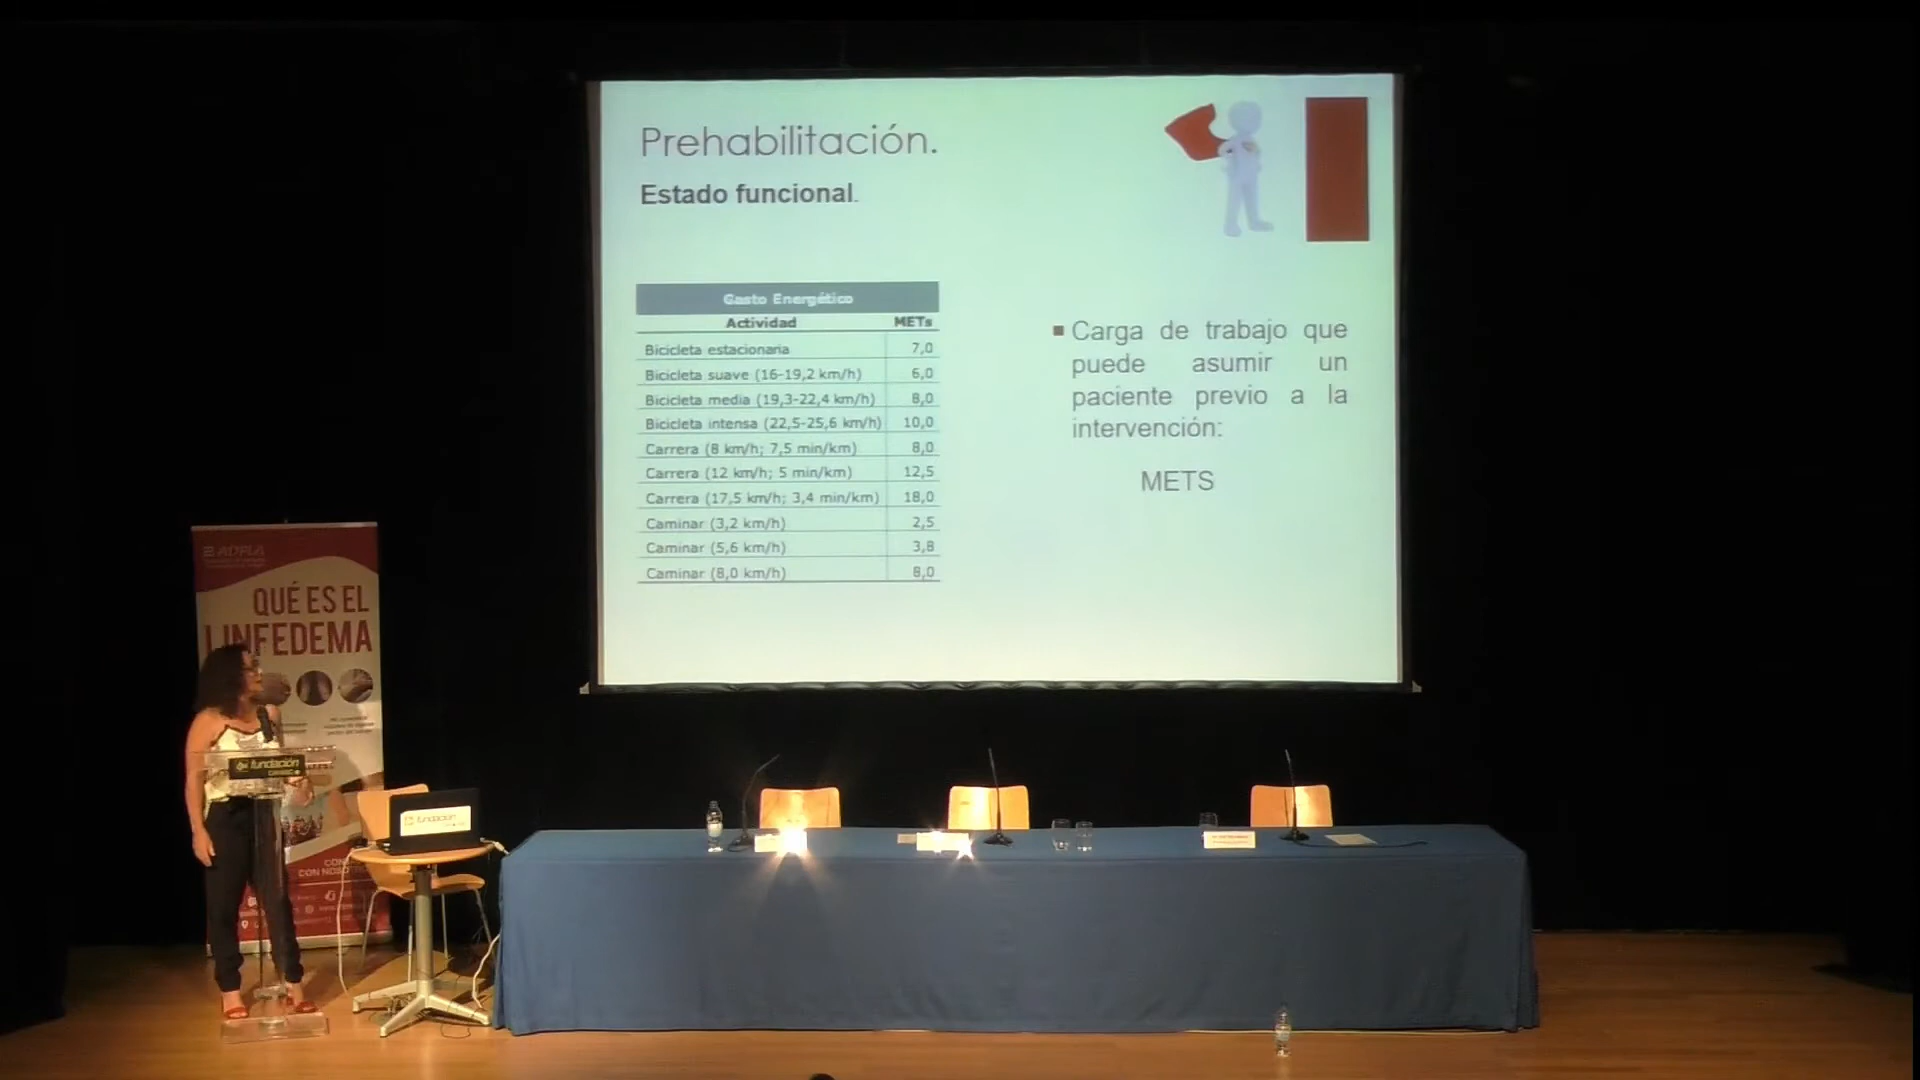 Prehabilitación.
Estado funcional.
Gasto Energético
Actividad METs
Bicicleta estacionaria 7,0
Bicicleta suave (16-19,2 km/h) 6,0
Bicicleta media (19,3-22,4 km/h) 8,0
Bicicleta intensa (22,5-25,6 km/h) 10,0
Carrera (8 km/h; 7,5 min/km) 8,0
Carrera (12 km/h; 5 min/km) 12,5
Carrera (17,5 km/h; 3,4 min/km) 18,0
Caminar (3,2 km/h) 2,5
Caminar (5,6 km/h) 3,8
Caminar (8,0 km/h) 8,0
Carga de trabajo que
puede asumir un
paciente previo a la
intervención:
METS
ADPLA
QUÉ ES EL
LINFEDEMA
fundación
fundación
CON NOSO